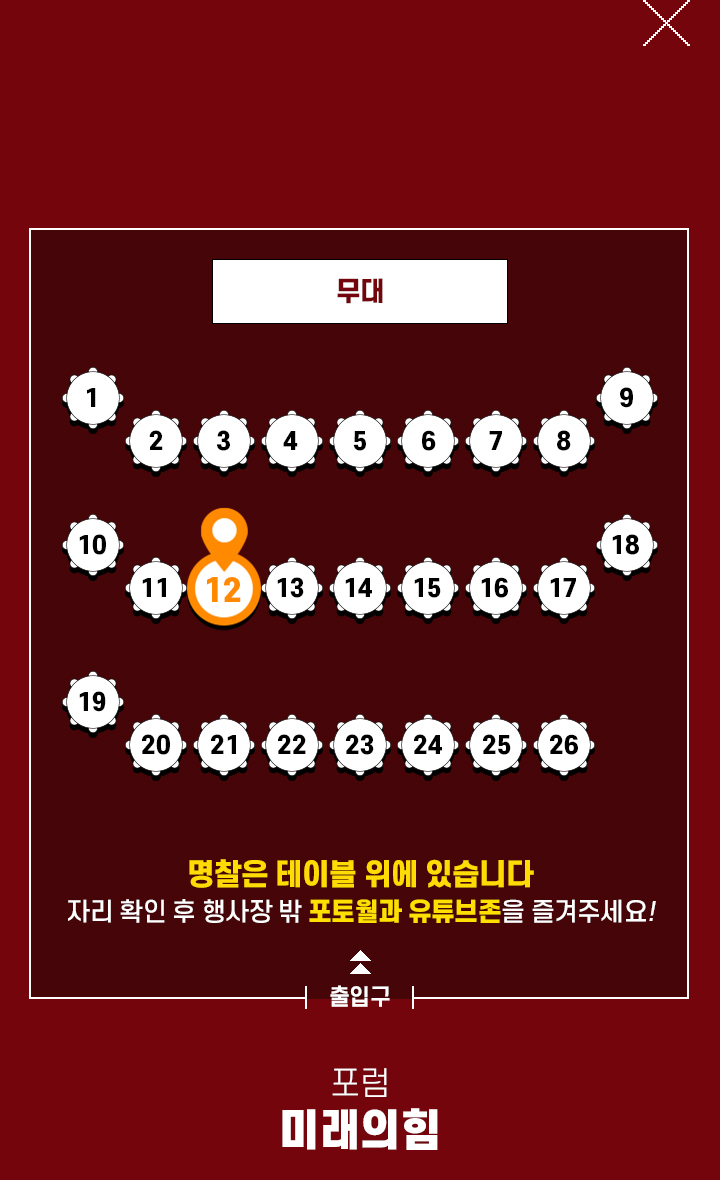 무대
1 9
2 3 4 5 6 7 8
10 18
11 12 13 14 15 16 17
19
20 21 22 23 24 25 26
명찰은 테이블 위에 있습니다
자리 확인 후 행사장 밖 포토월과 유튜브존을 즐겨주세요!
출입구
포럼
미래의힘